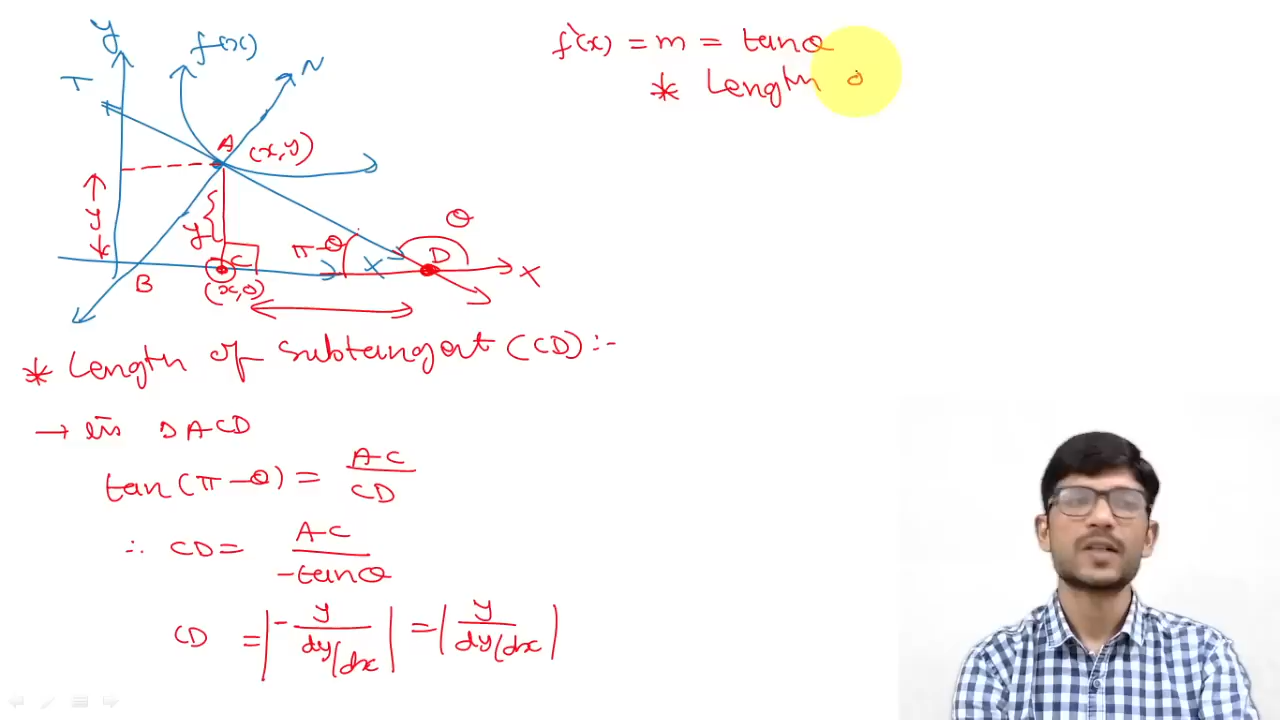 y
f(x)
N
T
A (x,y)
y
y
π-θ
θ
B
C
D
X
X
(x,0)
* Length of subtangent (CD) :-
→ in Δ ACD
tan(π-θ) = AC/CD
∴ CD = AC/-tanθ
CD = |-y/dy/dx| = |y/dy/dx|
f'(x) = m = tanθ
* Length o